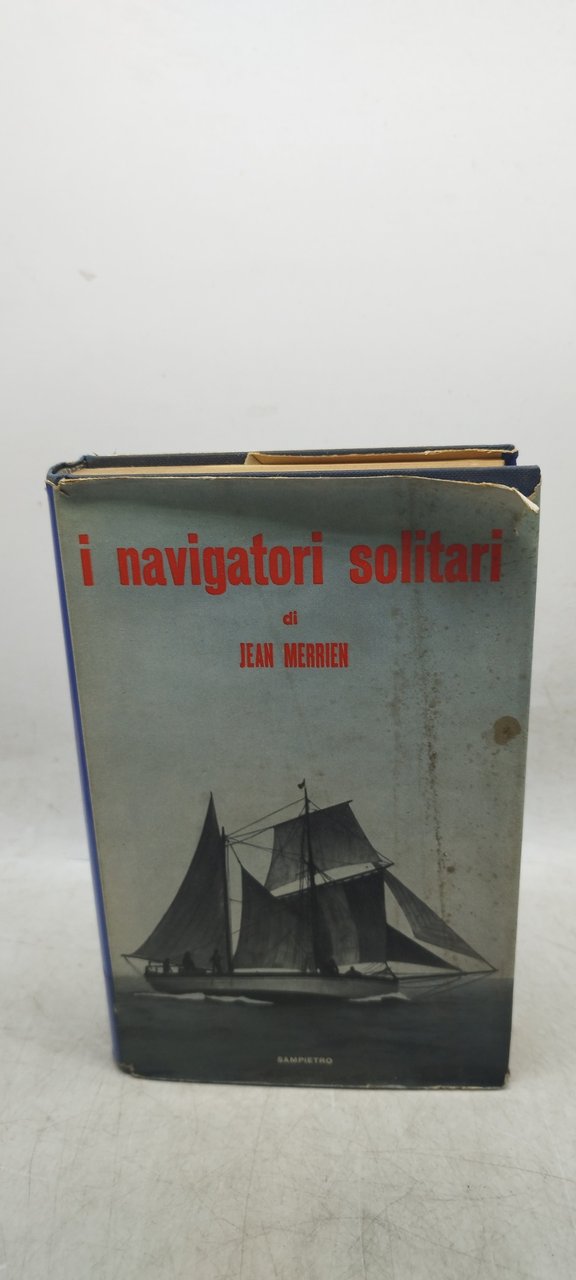 i navigatori solitari
di
JEAN MERRIEN
SAMPIETRO